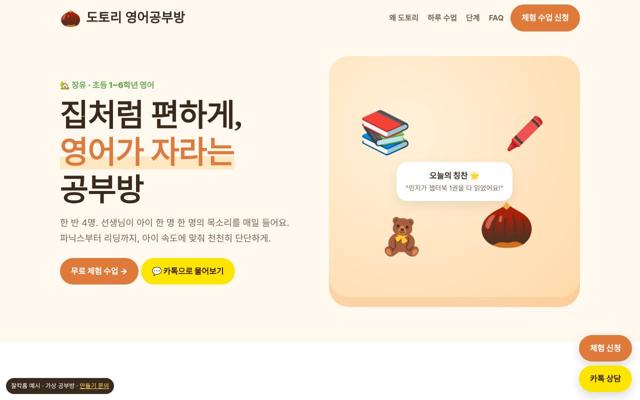 도토리 영어공부방
왜 도토리 하루 수업 단계 FAQ 체험 수업 신청
🏡 장유 · 초등 1~6학년 영어
집처럼 편하게,
영어가 자라는
공부방
한 반 4명. 선생님이 아이 한 명 한 명의 목소리를 매일 들어요.
파닉스부터 리딩까지, 아이 속도에 맞춰 천천히 단단하게.
무료 체험 수업 →
💬 카톡으로 물어보기
오늘의 칭찬 🌟
"민지가 챕터북 1권을 다 읽었어요!"
체험 신청
카톡 상담
찰칵홈 예시 · 가상 공부방 · 만들기 문의